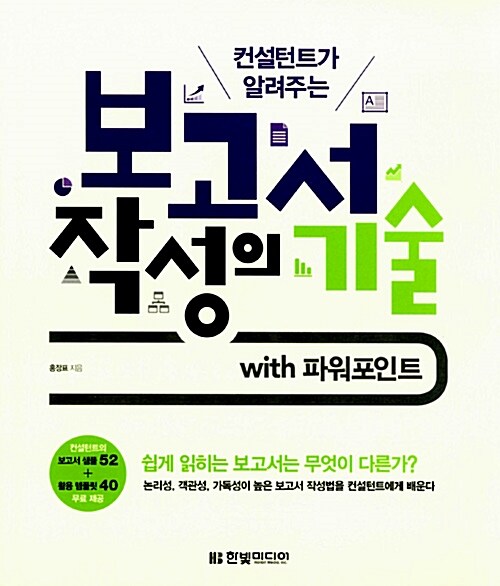 컨설턴트가
알려주는
보고서
작성의 기술
with 파워포인트
홍장표 지음
컨설턴트의
보고서 샘플 52
+
활용 템플릿 40
무료 제공
쉽게 읽히는 보고서는 무엇이 다른가?
논리성, 객관성, 가독성이 높은 보고서 작성법을 컨설턴트에게 배운다
HB 한빛미디어